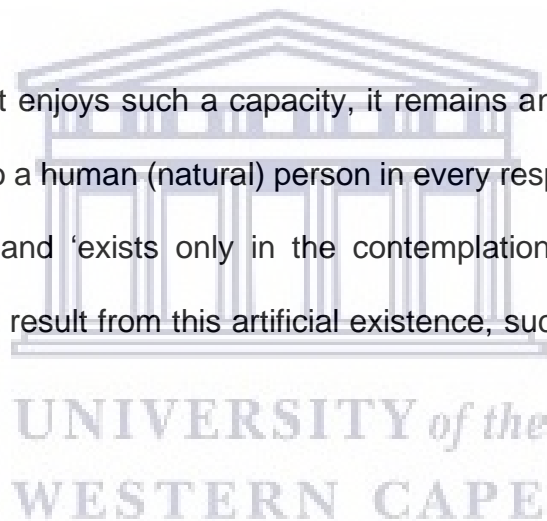 t enjoys such a capacity, it remains an
o a human (natural) person in every resp
and ‘exists only in the contemplation
result from this artificial existence, suc
UNIVERSITY of the
WESTERN CAPE